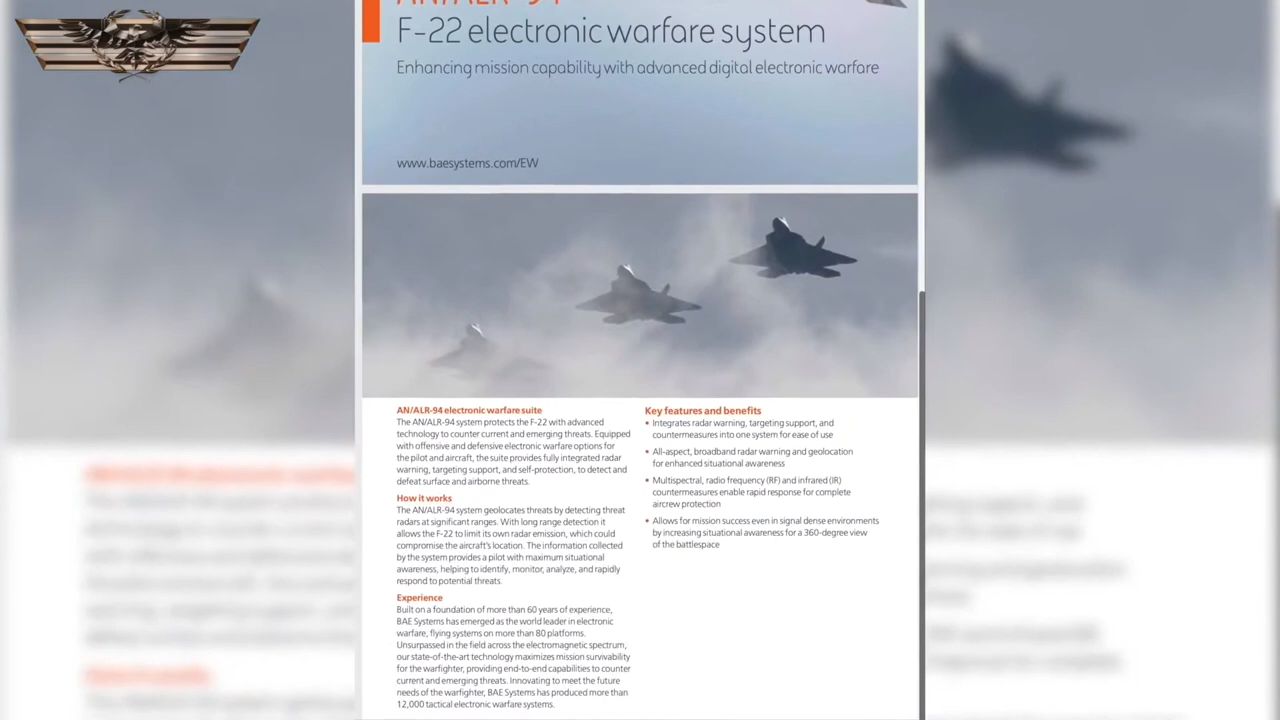 AN/ALR-94
F-22 electronic warfare system
Enhancing mission capability with advanced digital electronic warfare
www.baesystems.com/EW
AN/ALR-94 electronic warfare suite
The AN/ALR-94 system protects the F-22 with advanced
technology to counter current and emerging threats. Equipped
with offensive and defensive electronic warfare options for
the pilot and aircraft, the suite provides fully integrated radar
warning, targeting support, and self-protection, to detect and
defeat surface and airborne threats.
How it works
The AN/ALR-94 system geolocates threats by detecting threat
radars at significant ranges. With long range detection it
allows the F-22 to limit its own radar emission, which could
compromise the aircraft's location. The information collected
by the system provides a pilot with maximum situational
awareness, helping to identify, monitor, analyze, and rapidly
respond to potential threats.
Experience
Built on a foundation of more than 60 years of experience,
BAE Systems has emerged as the world leader in electronic
warfare, flying systems on more than 80 platforms.
Unsurpassed in the field across the electromagnetic spectrum,
our state-of-the-art technology maximizes mission survivability
for the warfighter, providing end-to-end capabilities to counter
current and emerging threats. Innovating to meet the future
needs of the warfighter, BAE Systems has produced more than
12,000 tactical electronic warfare systems.
Key features and benefits
• Integrates radar warning, targeting support, and
countermeasures into one system for ease of use
• All-aspect, broadband radar warning and geolocation
for enhanced situational awareness
• Multispectral, radio frequency (RF) and infrared (IR)
countermeasures enable rapid response for complete
aircrew protection
• Allows for mission success even in signal dense environments
by increasing situational awareness for a 360-degree view
of the battlespace